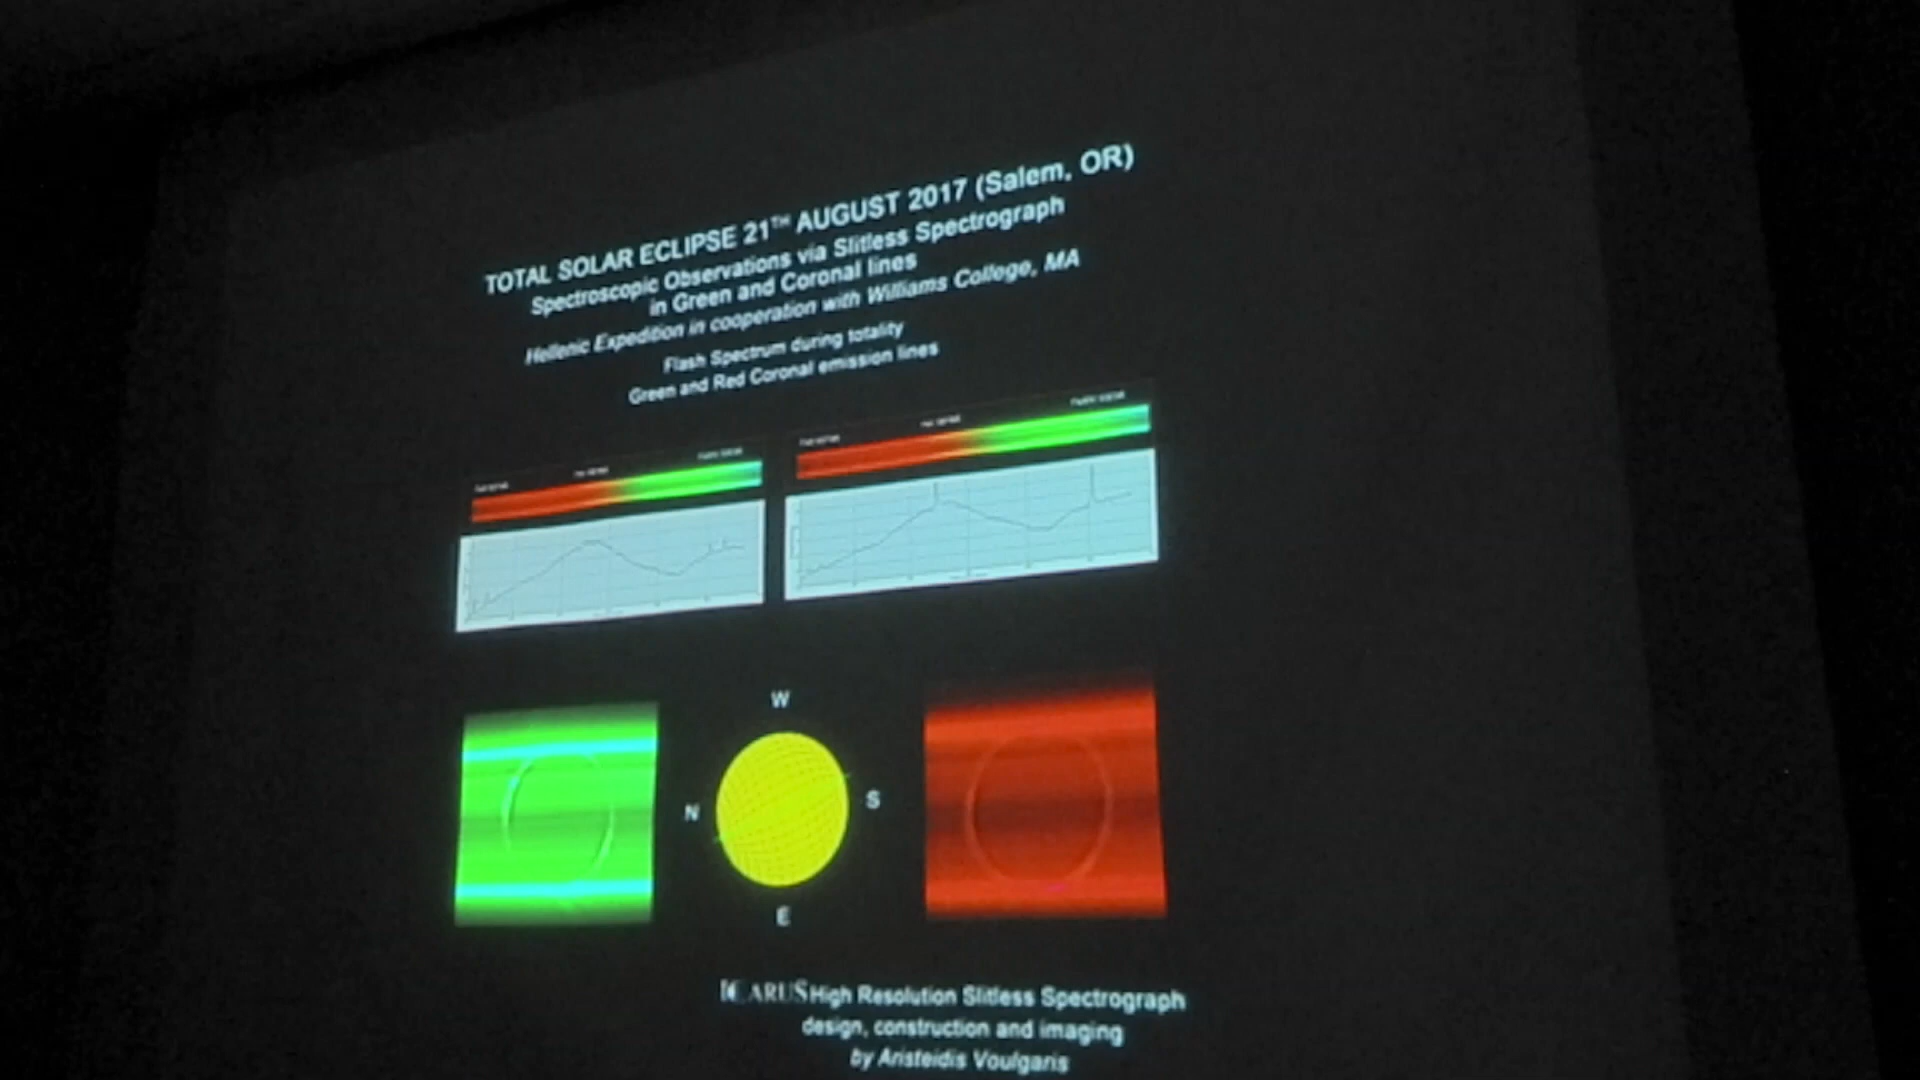 TOTAL SOLAR ECLIPSE 21TH AUGUST 2017 (Salem, OR)
Spectroscopic Observations via Slitless Spectrograph
in Green and Coronal lines
Hellenic Expedition in cooperation with Williams College, MA
Flash Spectrum during totality
Green and Red Coronal emission lines
W
N
S
E
ICARUS High Resolution Slitless Spectrograph
design, construction and imaging
by Aristeidis Voulgaris